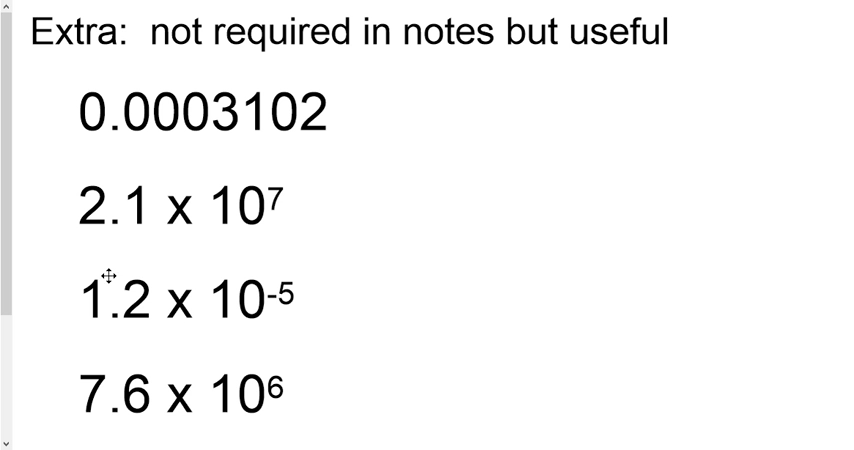 Extra:  not required in notes but useful
0.0003102
2.1 x 10⁷
1.2 x 10⁻⁵
7.6 x 10⁶